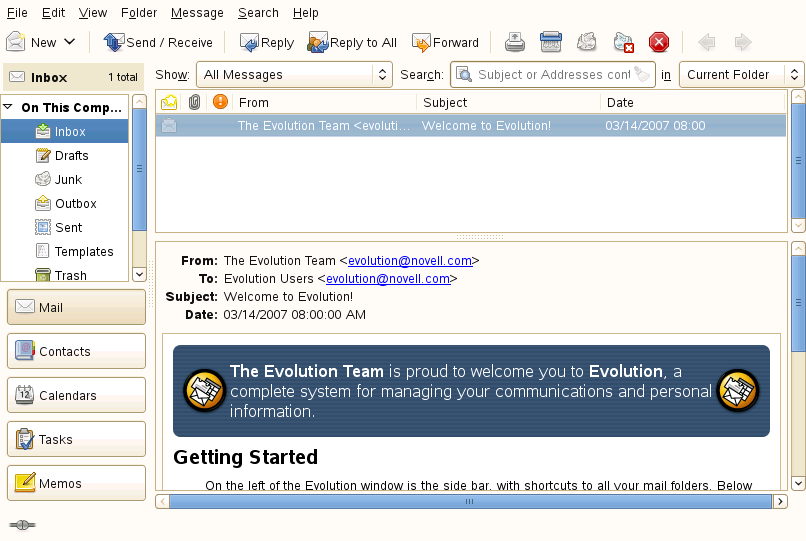 File Edit View Folder Message Search Help
New Send / Receive Reply Reply to All Forward
Inbox 1 total
Show: All Messages Search: Subject or Addresses cont in Current Folder
On This Comp...
Inbox
Drafts
Junk
Outbox
Sent
Templates
Trash
Mail
Contacts
12 Calendars
Tasks
Memos
From Subject Date
The Evolution Team <evoluti... Welcome to Evolution! 03/14/2007 08:00
From: The Evolution Team <evolution@novell.com>
To: Evolution Users <evolution@novell.com>
Subject: Welcome to Evolution!
Date: 03/14/2007 08:00:00 AM
The Evolution Team is proud to welcome you to Evolution, a
complete system for managing your communications and personal
information.
Getting Started
On the left of the Evolution window is the side bar, with shortcuts to all your mail folders. Below